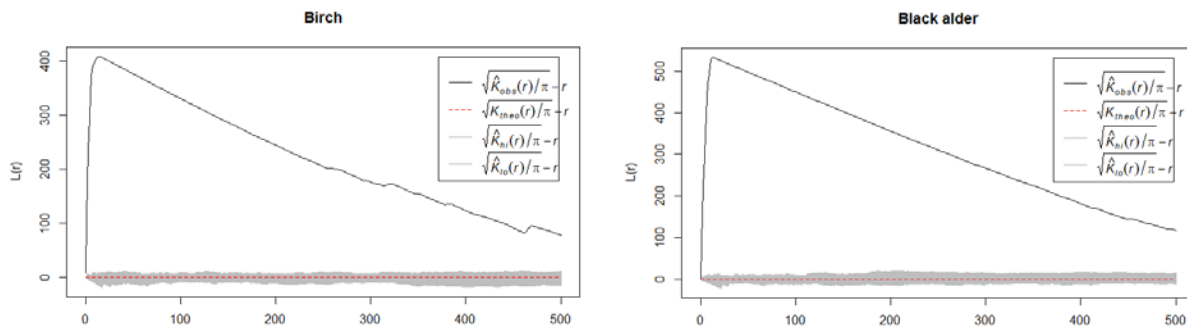 Birch
L(r)
400
300
200
100
0
0 100 200 300 400 500
√K̂obs(r)/π − r
√Ktheo(r)/π − r
√K̂hi(r)/π − r
√K̂lo(r)/π − r
Black alder
L(r)
500
400
300
200
100
0
0 100 200 300 400 500
√K̂obs(r)/π − r
√Ktheo(r)/π − r
√K̂hi(r)/π − r
√K̂lo(r)/π − r